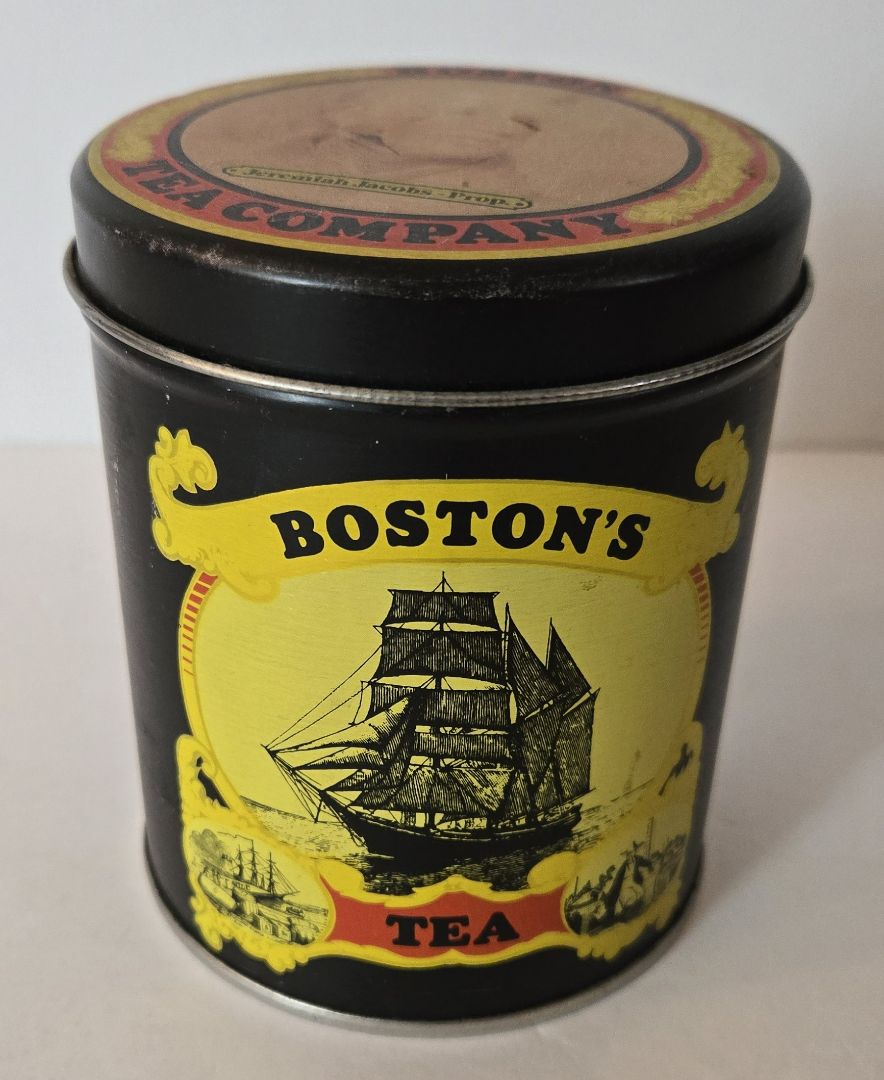 Jeremiah Jacobs - Prop.
TEA COMPANY
BOSTON'S
TEA